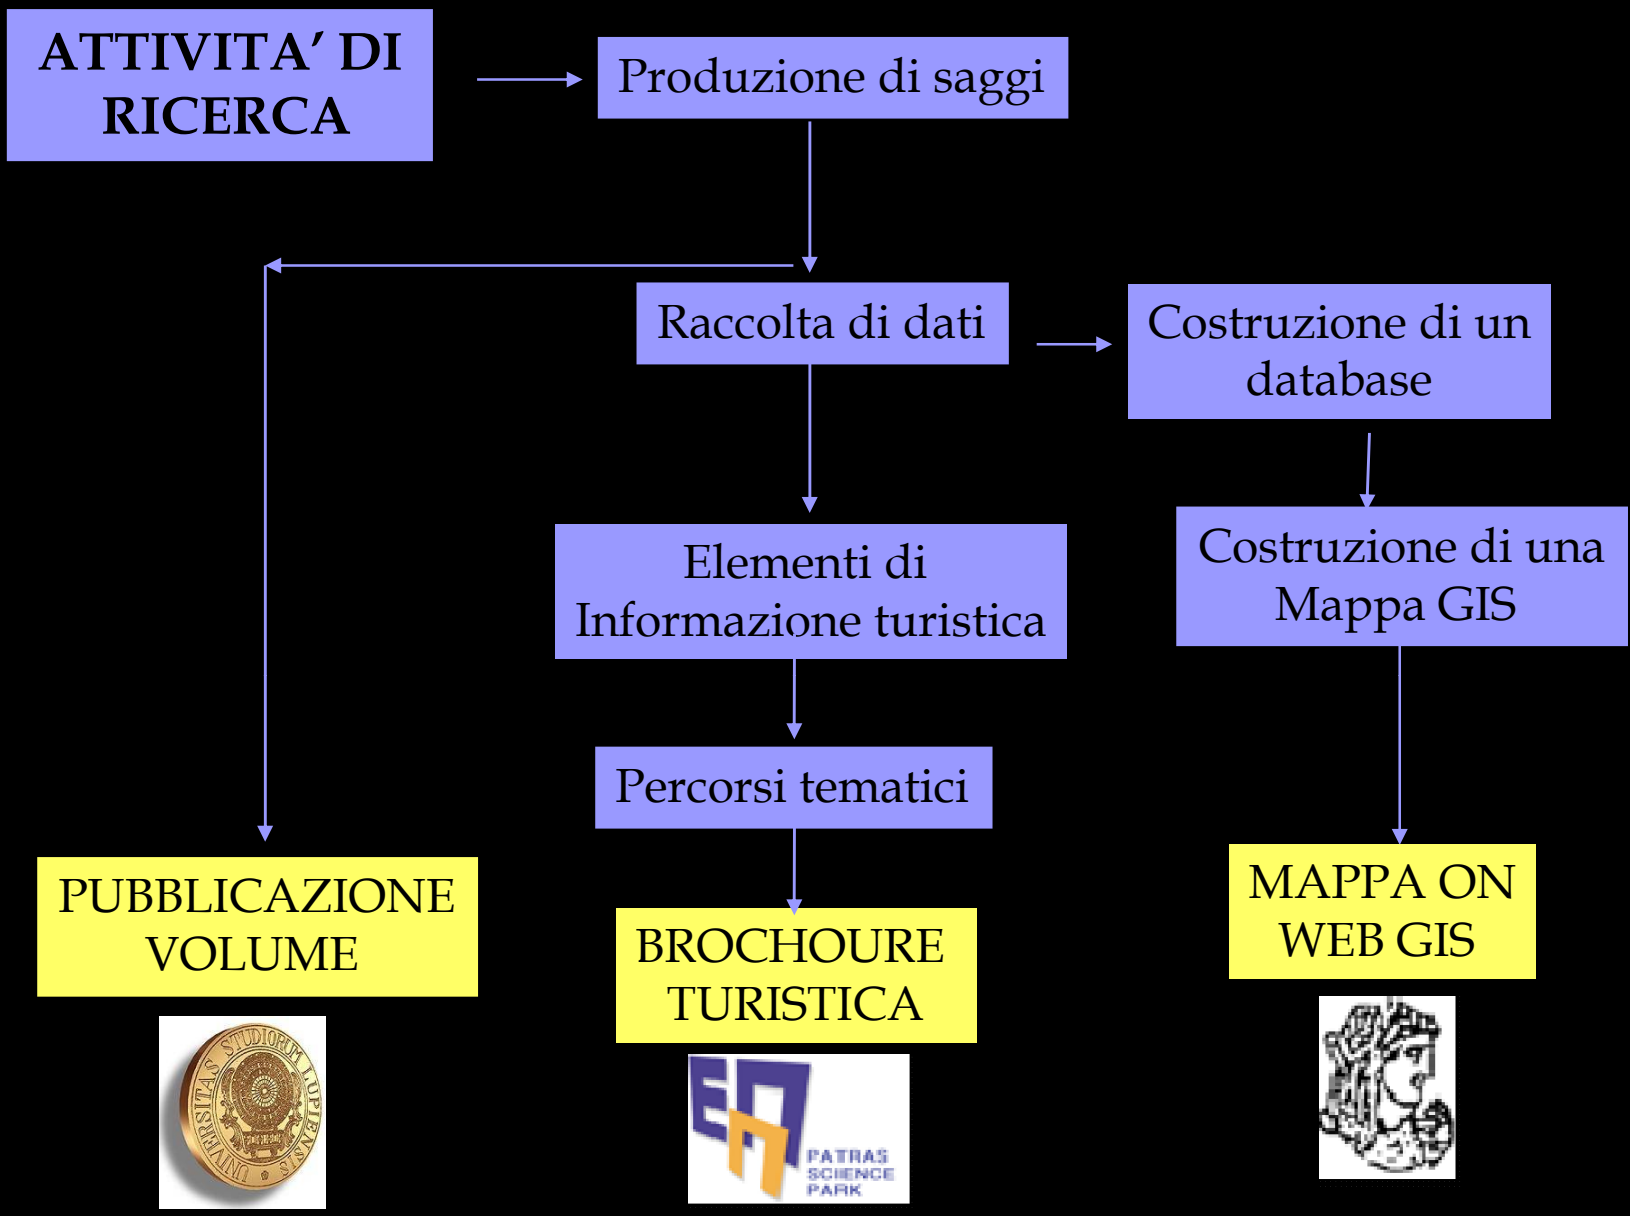 ATTIVITA’ DI
RICERCA
Produzione di saggi
Raccolta di dati
Costruzione di un
database
Elementi di
Informazione turistica
Costruzione di una
Mappa GIS
Percorsi tematici
PUBBLICAZIONE
VOLUME
BROCHOURE
TURISTICA
MAPPA ON
WEB GIS
UNIVERSITAS STUDIORUM LUPIENSIS
PATRAS
SCIENCE
PARK